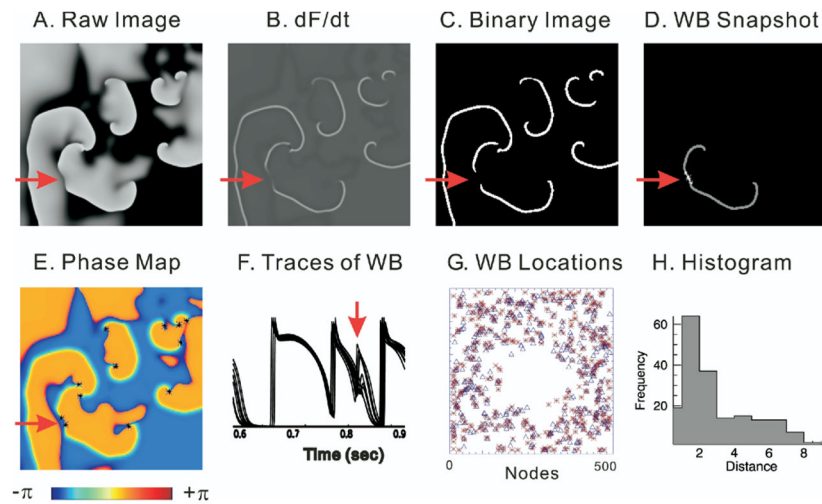 A. Raw Image
B. dF/dt
C. Binary Image
D. WB Snapshot
E. Phase Map
F. Traces of WB
G. WB Locations
H. Histogram
-π +π
0.6 0.7 0.8 0.9
Time (sec)
0 500
Nodes
60
40
20
Frequency
2 4 6 8
Distance